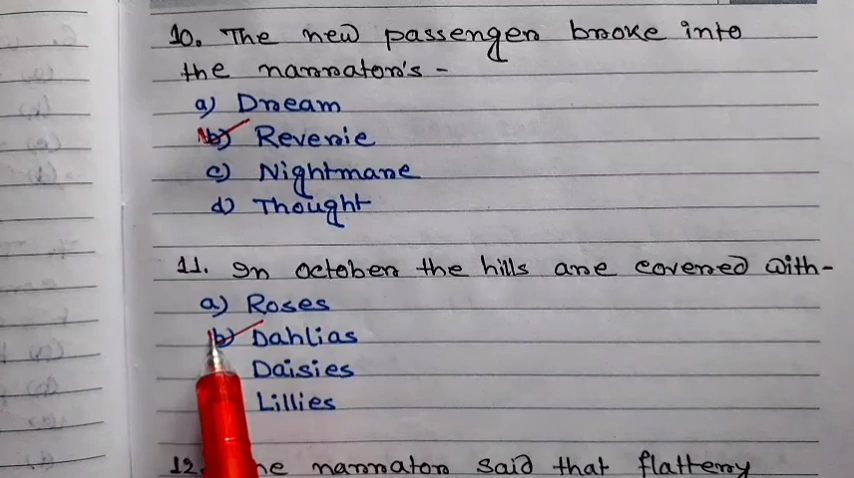 10. The new passenger broke into
the narrator's -
a) Dream
b) Reverie
c) Nightmare
d) Thought
11. In october the hills are covered with-
a) Roses
b) Dahlias
Daisies
Lillies
12. narrator said that flattery